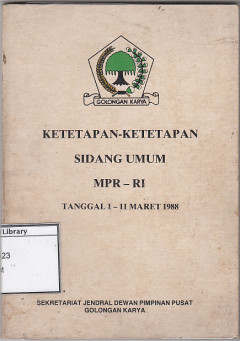 GOLONGAN KARYA
KETETAPAN-KETETAPAN
SIDANG UMUM
MPR – RI
TANGGAL 1 – 11 MARET 1988
Library
23
SEKRETARIAT JENDRAL DEWAN PIMPINAN PUSAT
GOLONGAN KARYA